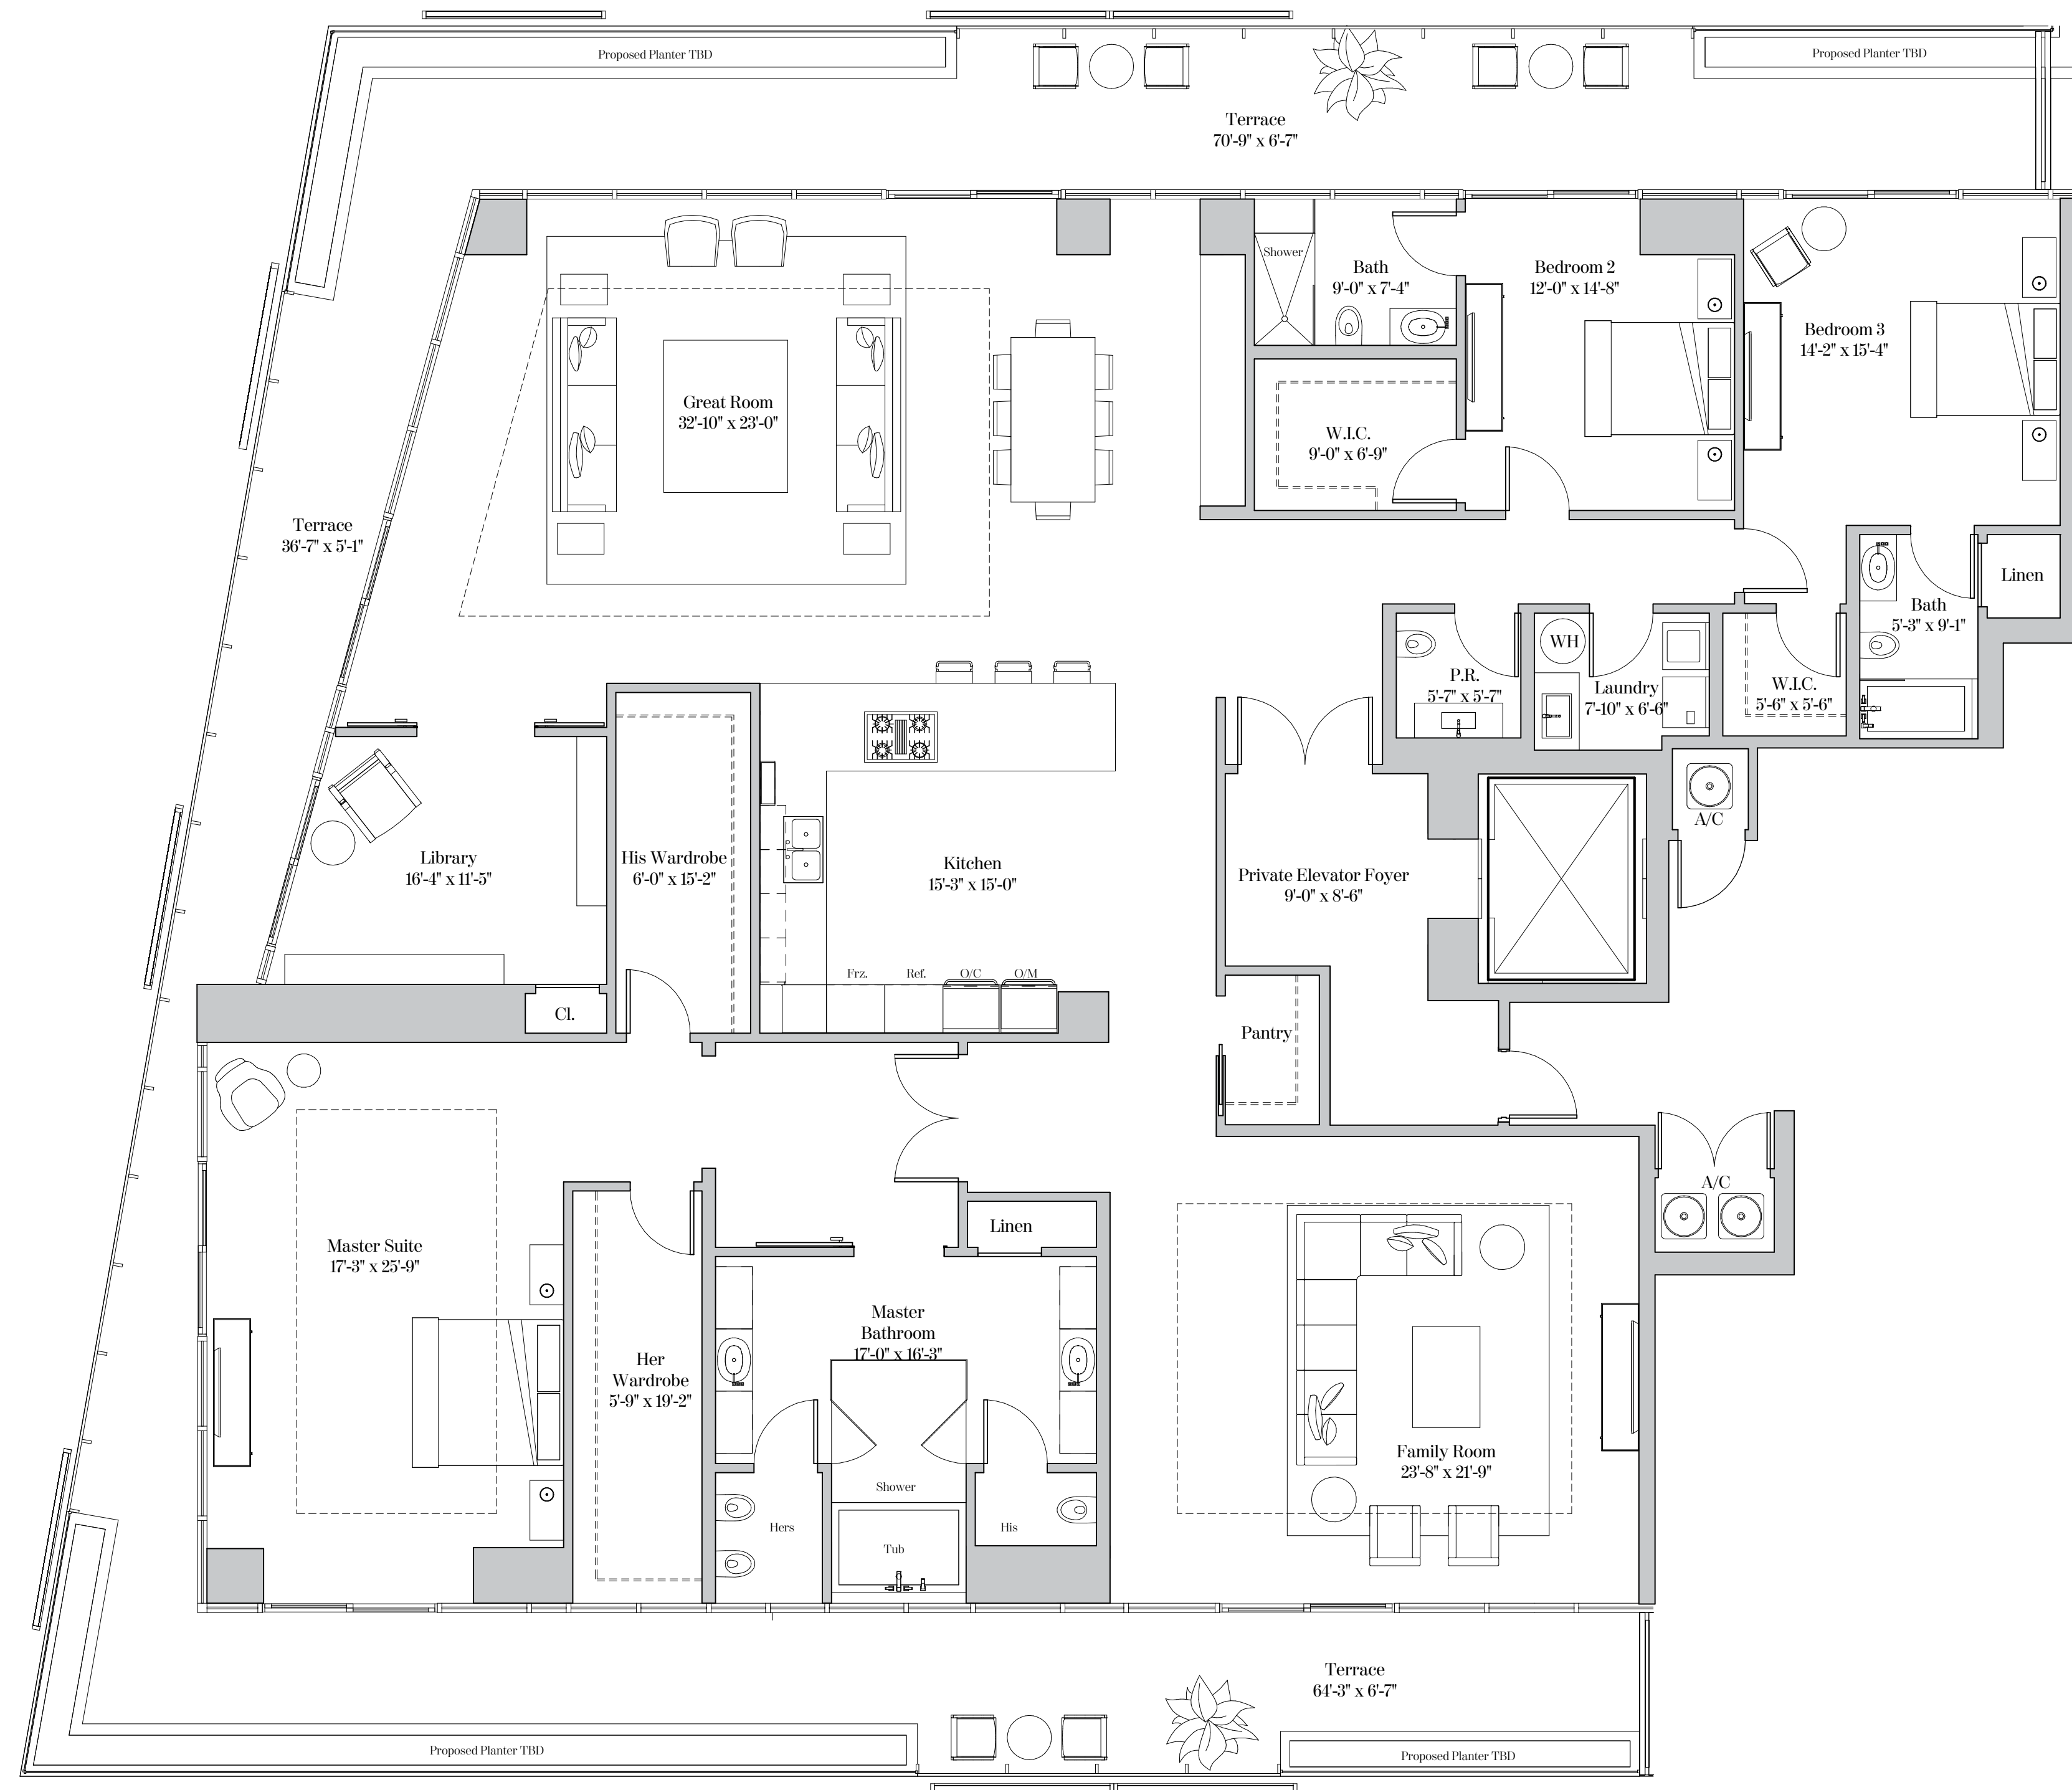 Proposed Planter TBD
Proposed Planter TBD
Terrace
70'-9" x 6'-7"
Shower
Bath
9'-0" x 7'-4"
Bedroom 2
12'-0" x 14'-8"
Bedroom 3
14'-2" x 15'-4"
Great Room
32'-10" x 23'-0"
W.I.C.
9'-0" x 6'-9"
Terrace
36'-7" x 5'-1"
Linen
Bath
5'-3" x 9'-1"
WH
P.R.
5'-7" x 5'-7"
Laundry
7'-10" x 6'-6"
W.I.C.
5'-6" x 5'-6"
A/C
Library
16'-4" x 11'-5"
His Wardrobe
6'-0" x 15'-2"
Kitchen
15'-3" x 15'-0"
Private Elevator Foyer
9'-0" x 8'-6"
Frz.
Ref.
O/C
O/M
Cl.
Pantry
A/C
Linen
Master Suite
17'-3" x 25'-9"
Master
Bathroom
17'-0" x 16'-3"
Her
Wardrobe
5'-9" x 19'-2"
Family Room
23'-8" x 21'-9"
Shower
Hers
His
Tub
Terrace
64'-3" x 6'-7"
Proposed Planter TBD
Proposed Planter TBD